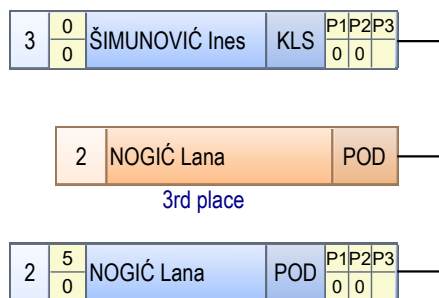 3 0 0 ŠIMUNOVIĆ Ines KLS P1 P2 P3 0 0
2 NOGIĆ Lana POD
3rd place
2 5 0 NOGIĆ Lana POD P1 P2 P3 0 0